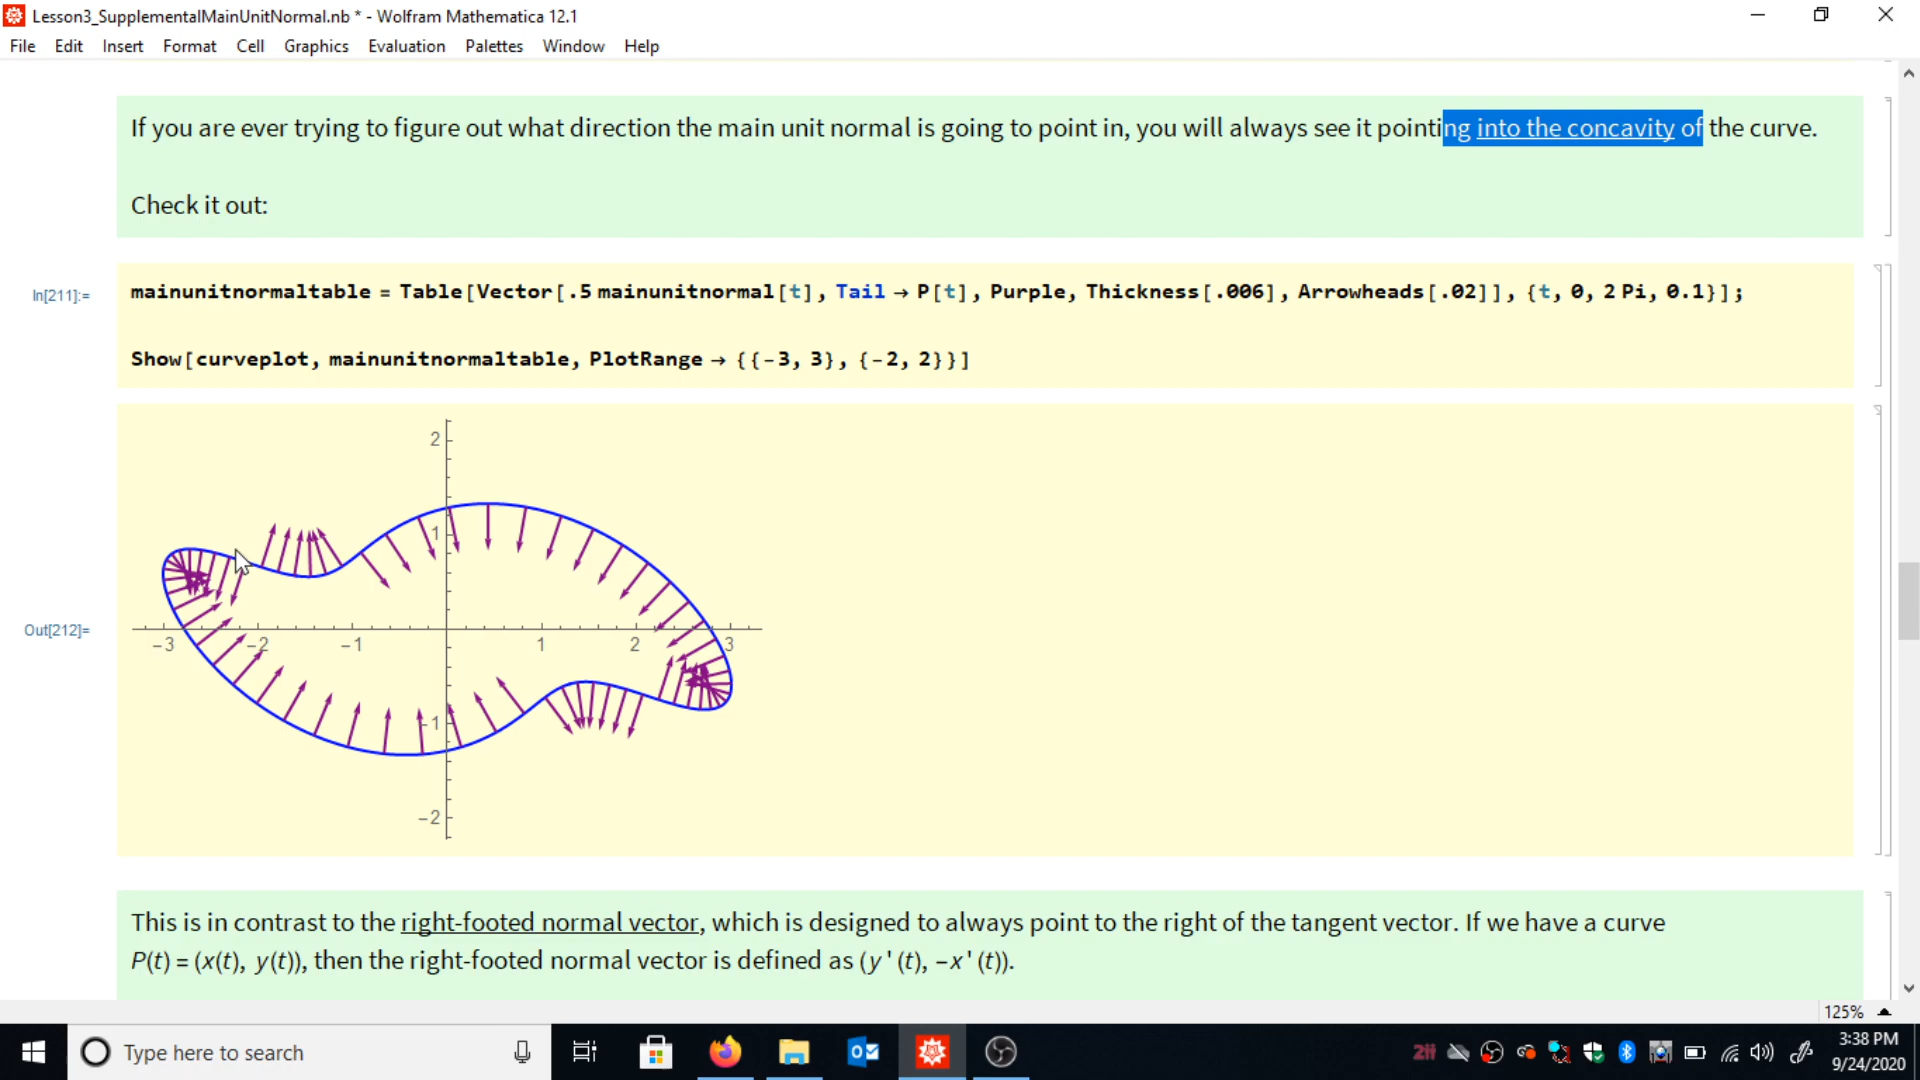 Lesson3_SupplementalMainUnitNormal.nb * - Wolfram Mathematica 12.1
File Edit Insert Format Cell Graphics Evaluation Palettes Window Help
If you are ever trying to figure out what direction the main unit normal is going to point in, you will always see it pointing into the concavity of the curve.
Check it out:
In[211]:=
mainunitnormaltable = Table[Vector[.5 mainunitnormal[t], Tail → P[t], Purple, Thickness[.006], Arrowheads[.02]], {t, 0, 2 Pi, 0.1}];
Show[curveplot, mainunitnormaltable, PlotRange → {{-3, 3}, {-2, 2}}]
2
1
Out[212]=
-3 -2 -1 1 2 3
-1
-2
This is in contrast to the right-footed normal vector, which is designed to always point to the right of the tangent vector. If we have a curve
P(t) = (x(t), y(t)), then the right-footed normal vector is defined as (y ' (t), -x ' (t)).
125%
Type here to search
3:38 PM
9/24/2020